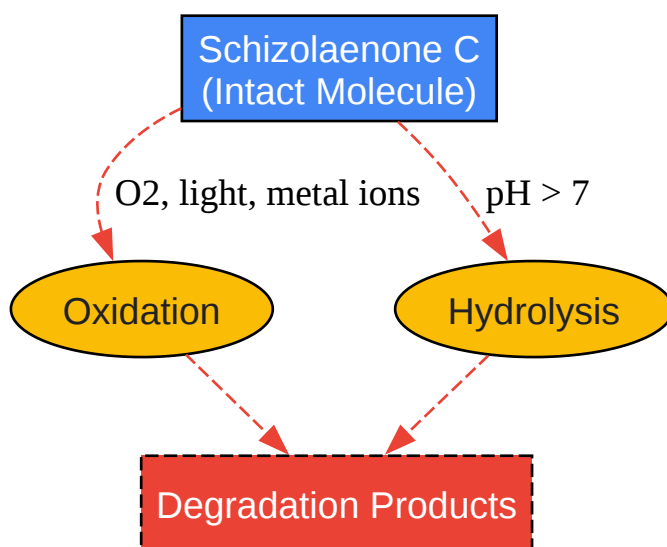 Schizolaenone C
(Intact Molecule)
O2, light, metal ions
pH > 7
Oxidation
Hydrolysis
Degradation Products